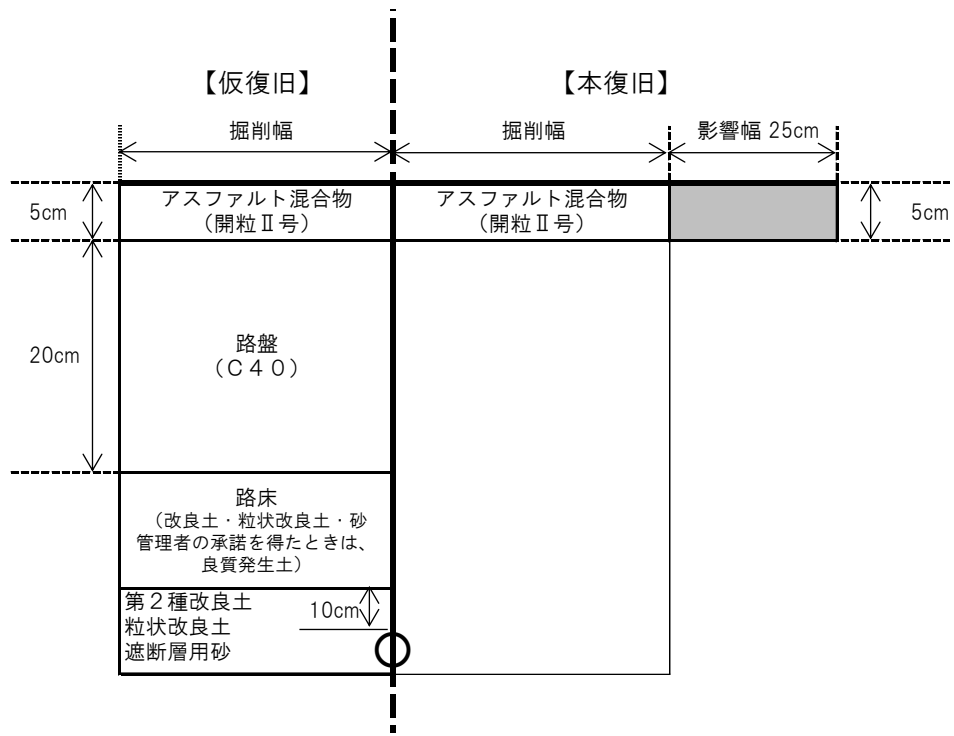 【仮復旧】
【本復旧】
掘削幅
掘削幅
影響幅 25cm
5cm
アスファルト混合物
（開粒Ⅱ号）
アスファルト混合物
（開粒Ⅱ号）
5cm
20cm
路盤
（Ｃ４０）
路床
（改良土・粒状改良土・砂
管理者の承諾を得たときは、
良質発生土）
第２種改良土
粒状改良土
遮断層用砂
10cm